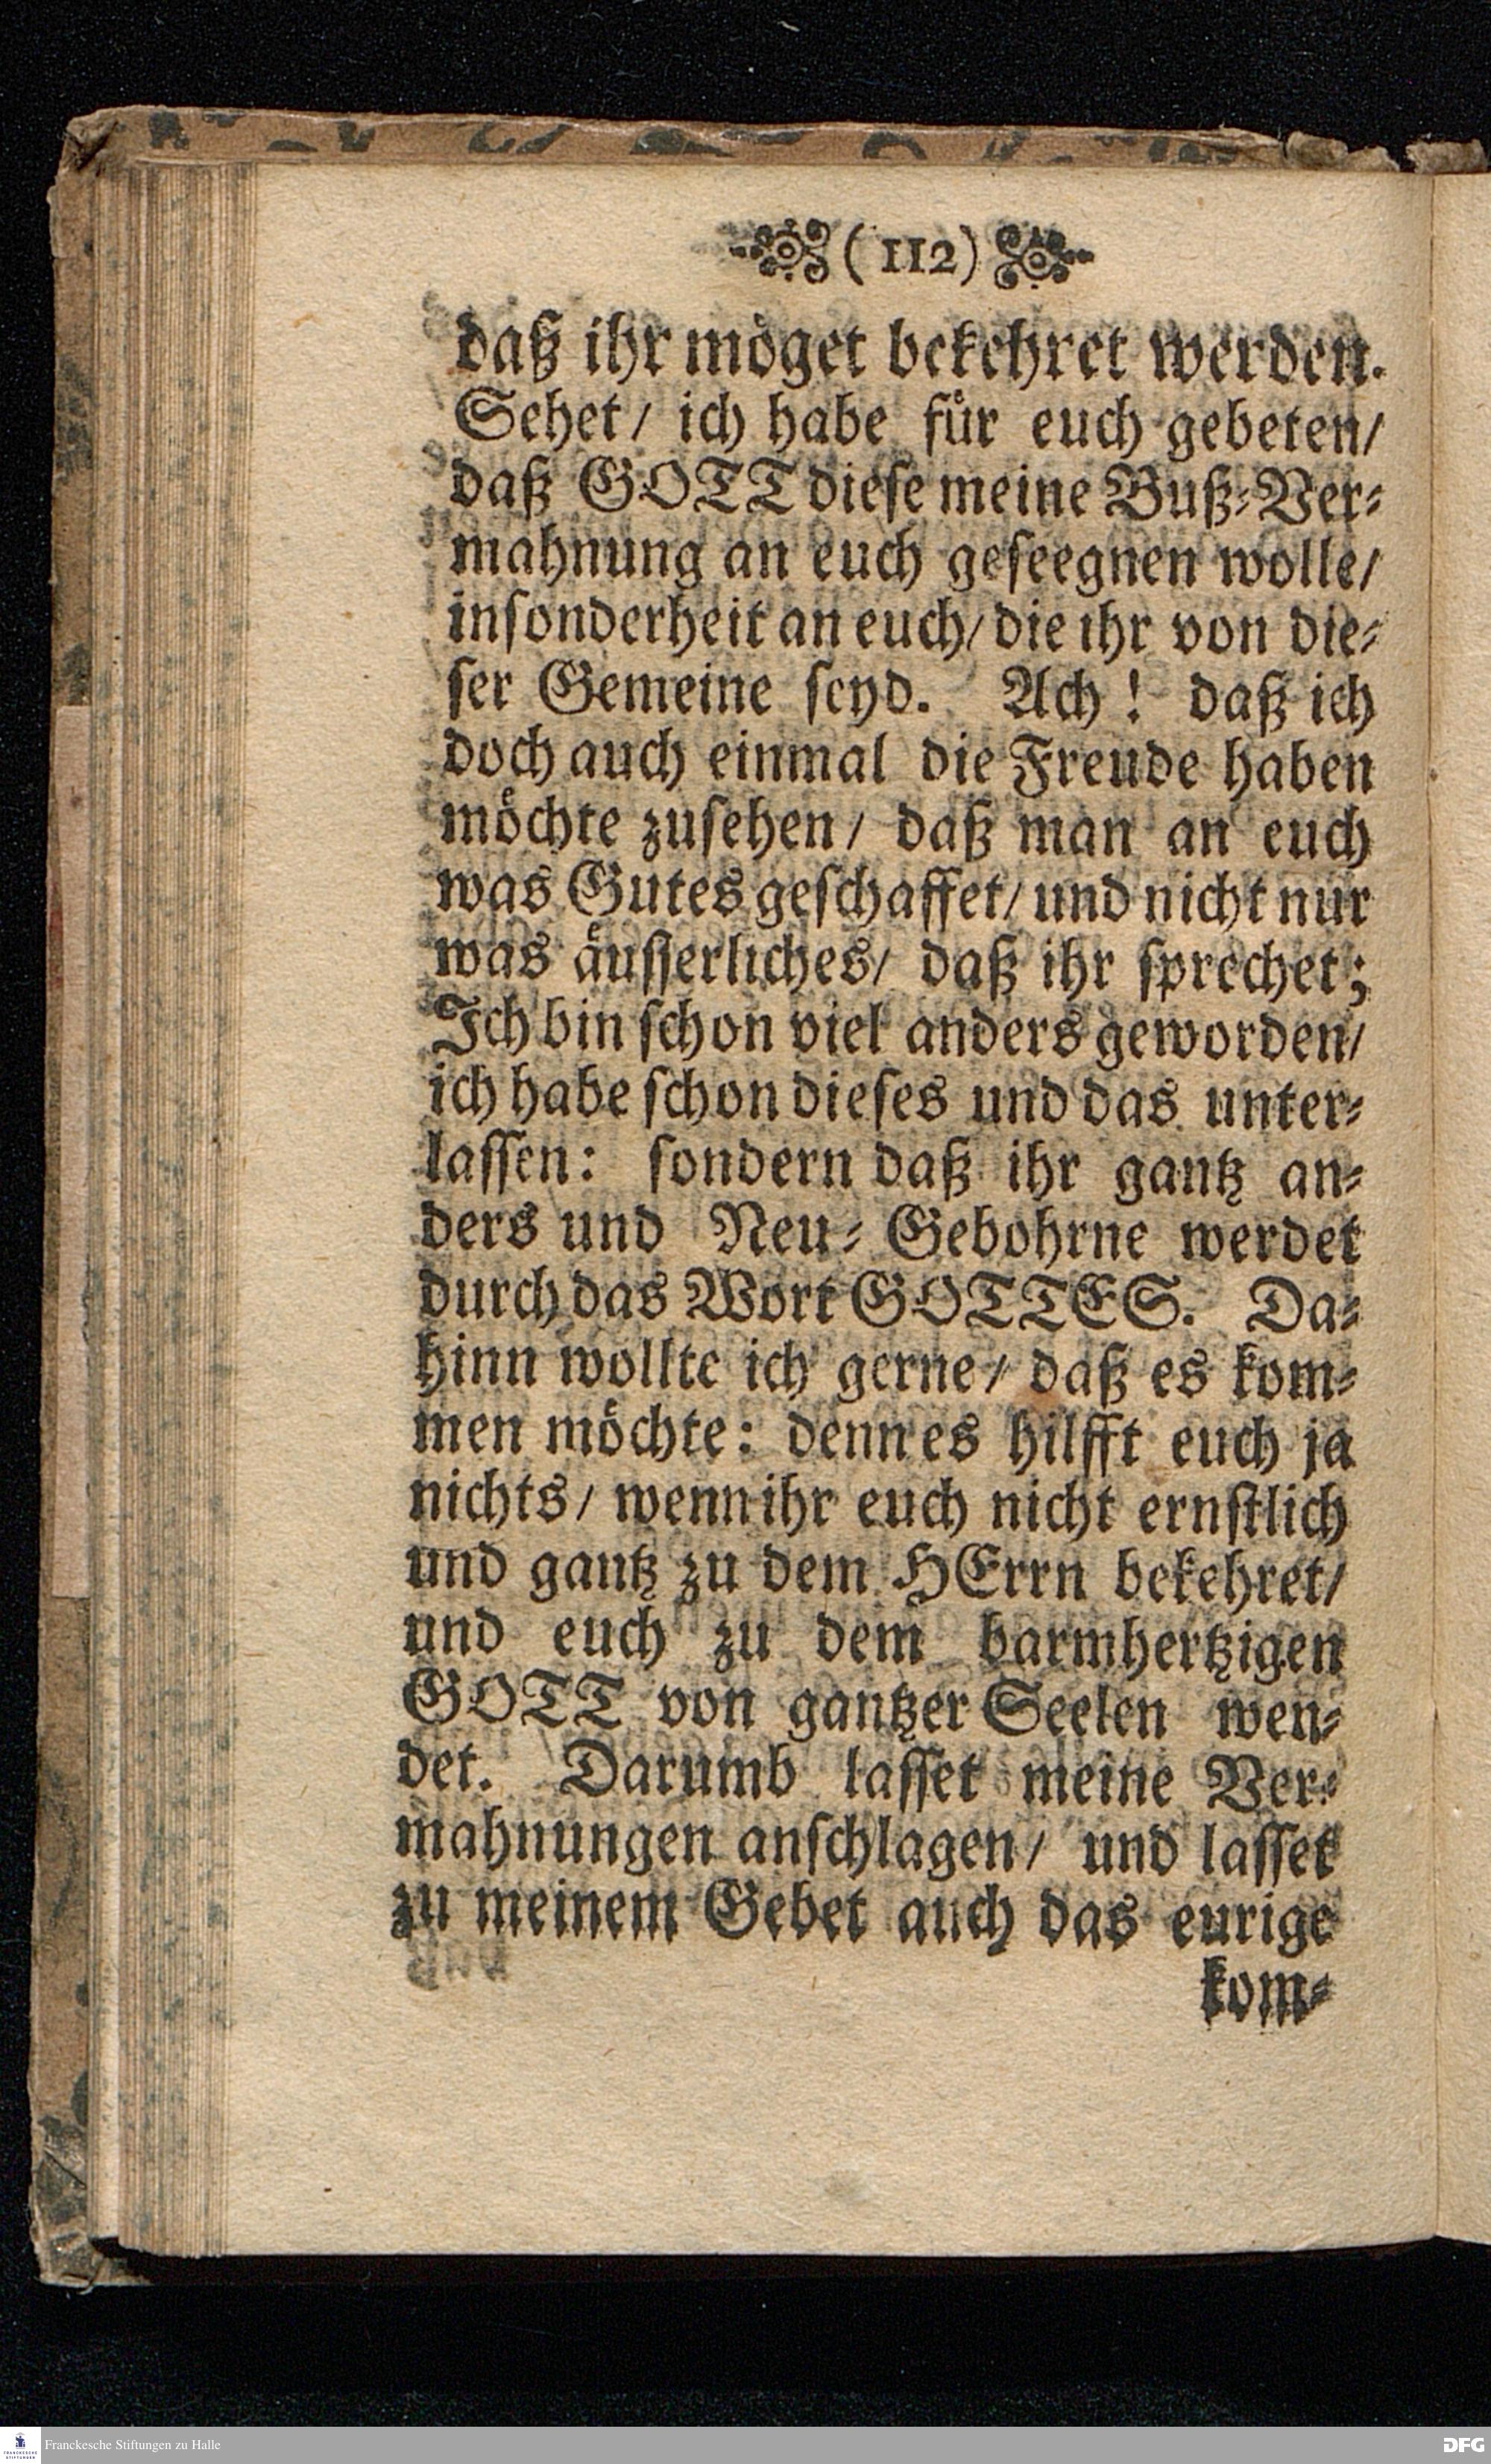 (112)
daß ihr möget bekehret werden.
Sehet/ ich habe für euch gebeten/
daß GOTT diese meine Buß-Ver-
mahnung an euch geseegnen wolle/
insonderheit an euch/ die ihr von die-
ser Gemeine seyd. Ach! daß ich
doch auch einmal die Freude haben
möchte zusehen/ daß man an euch
was Gutes geschaffet/ und nicht nur
was äusserliches/ daß ihr sprechet;
Ich bin schon viel anders geworden/
ich habe schon dieses und das unter-
lassen: sondern daß ihr gantz an-
ders und Neu-Gebohrne werdet
durch das Wort GOTTES. Da-
hinn wollte ich gerne/ daß es kom-
men möchte: denn es hilfft euch ja
nichts/ wenn ihr euch nicht ernstlich
und gantz zu dem HErrn bekehret/
und euch zu dem barmhertzigen
GOTT von gantzer Seelen wen-
det. Darumb lasset meine Ver-
mahnungen anschlagen/ und lasset
zu meinem Gebet auch das eurige
kom-
FRANCKESCHE STIFTUNGEN
Franckesche Stiftungen zu Halle
DFG